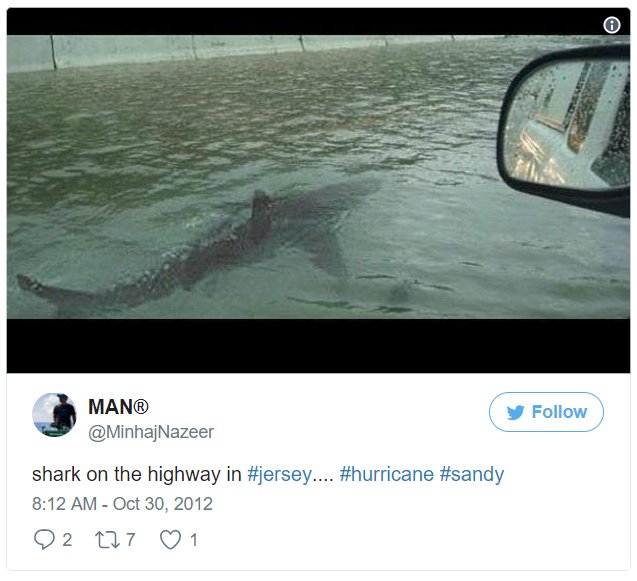 MAN®
@MinhajNazeer
Follow
shark on the highway in #jersey.... #hurricane #sandy
8:12 AM - Oct 30, 2012
2 7 1